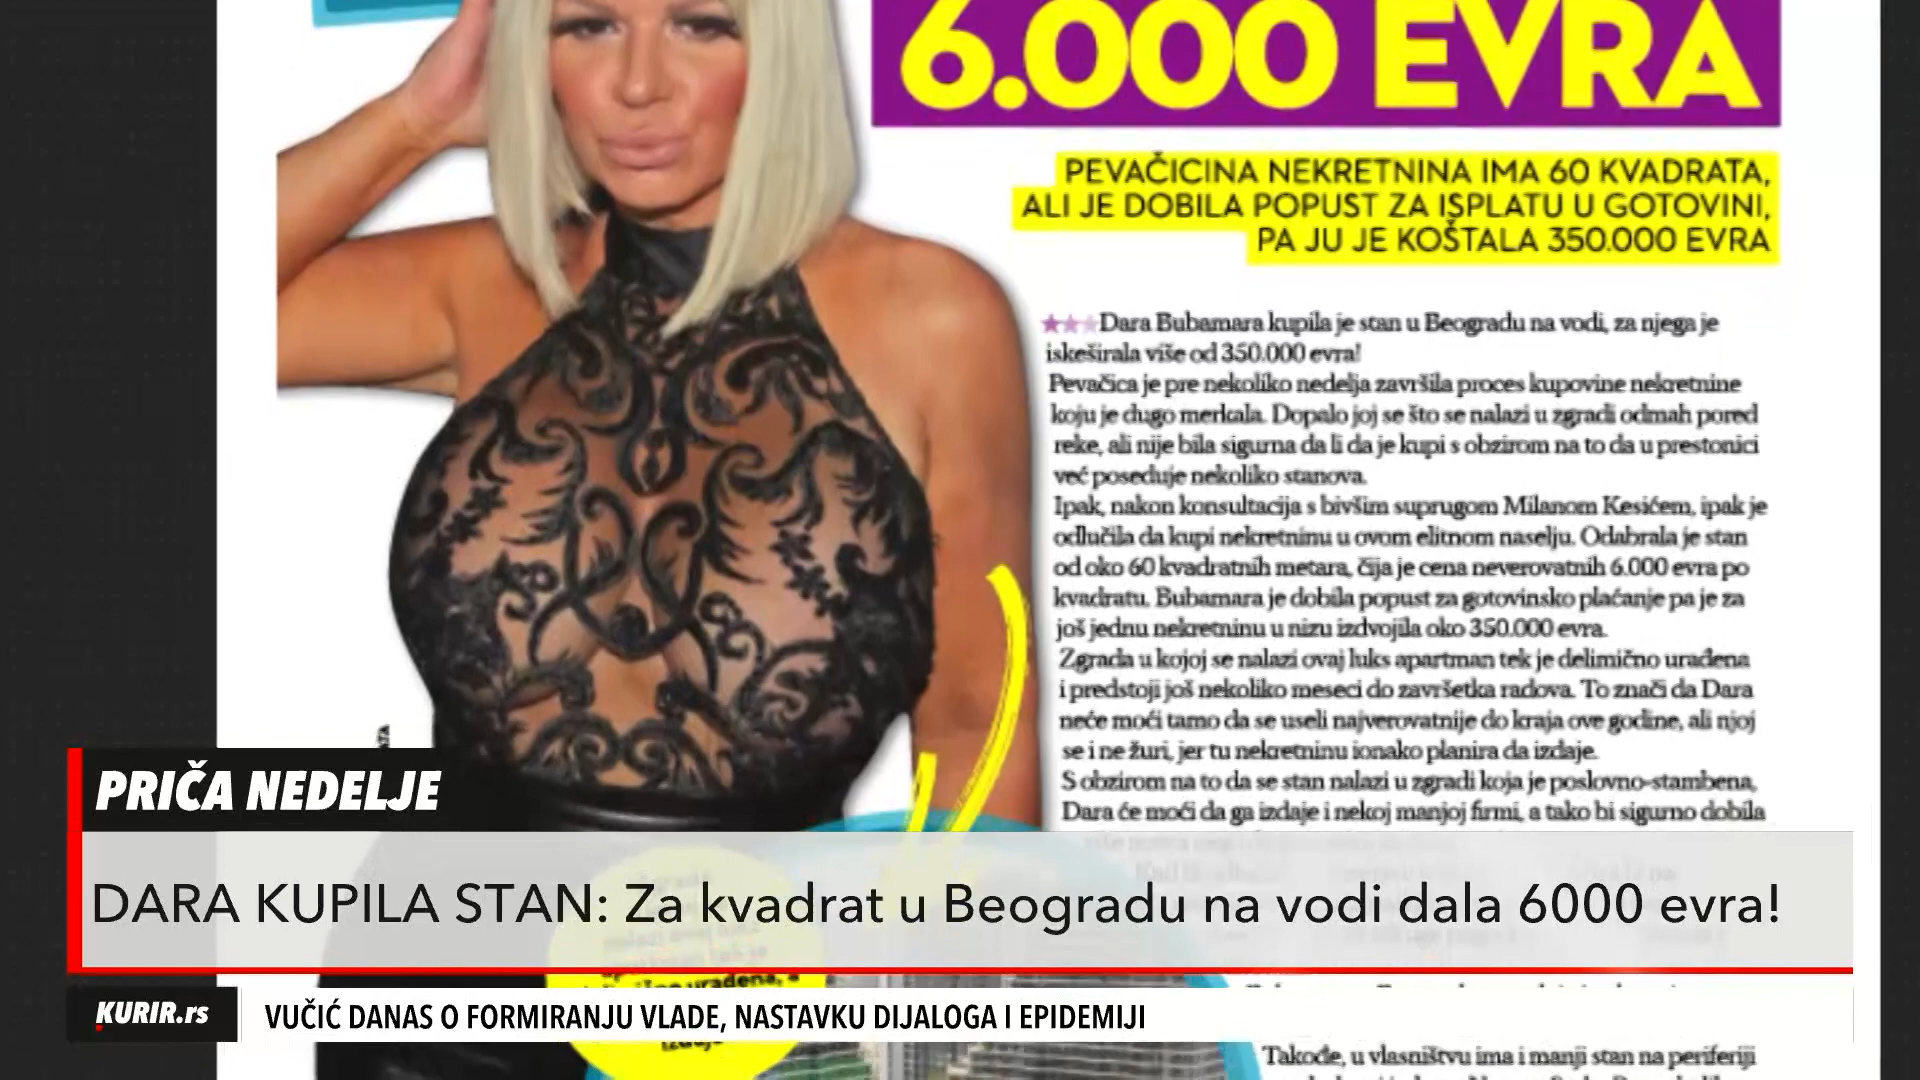 6.000 EVRA
PEVAČICINA NEKRETNINA IMA 60 KVADRATA,
ALI JE DOBILA POPUST ZA ISPLATU U GOTOVINI,
PA JU JE KOŠTALA 350.000 EVRA
Dara Bubamara kupila je stan u Beogradu na vodi, za njega je
iskeširala više od 350.000 evra!
Pevačica je pre nekoliko nedelja završila proces kupovine nekretnine
koju je dugo merkala. Dopalo joj se što se nalazi u zgradi odmah pored
reke, ali nije bila sigurna da li da je kupi s obzirom na to da u prestonici
već poseduje nekoliko stanova.
Ipak, nakon konsultacija s bivšim suprugom Milanom Kesićem, ipak je
odlučila da kupi nekretninu u ovom elitnom naselju. Odabrala je stan
od oko 60 kvadratnih metara, čija je cena neverovatnih 6.000 evra po
kvadratu. Bubamara je dobila popust za gotovinsko plaćanje pa je za
još jednu nekretninu u nizu izdvojila oko 350.000 evra.
Zgrada u kojoj se nalazi ovaj luks apartman tek je delimično urađena
i predstoji još nekoliko meseci do završetka radova. To znači da Dara
neće moći tamo da se useli najverovatnije do kraja ove godine, ali njoj
se i ne žuri, jer tu nekretninu ionako planira da izdaje.
S obzirom na to da se stan nalazi u zgradi koja je poslovno-stambena,
Dara će moći da ga izdaje i nekoj manjoj firmi, a tako bi sigurno dobila
PRIČA NEDELJE
DARA KUPILA STAN: Za kvadrat u Beogradu na vodi dala 6000 evra!
KURIR.rs
VUČIĆ DANAS O FORMIRANJU VLADE, NASTAVKU DIJALOGA I EPIDEMIJI
Takođe, u vlasništvu ima i manji stan na periferiji